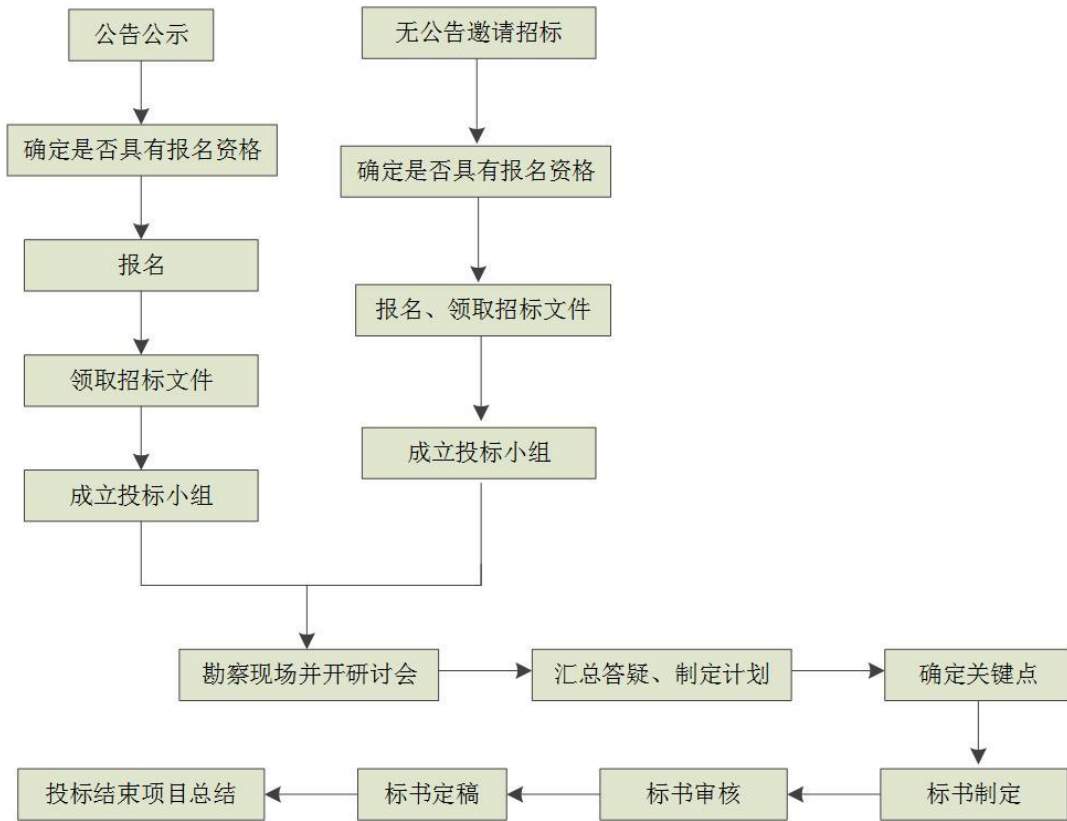 公告公示
无公告邀请招标
确定是否具有报名资格
确定是否具有报名资格
报名
报名、领取招标文件
领取招标文件
成立投标小组
成立投标小组
勘察现场并开研讨会
汇总答疑、制定计划
确定关键点
投标结束项目总结
标书定稿
标书审核
标书制定